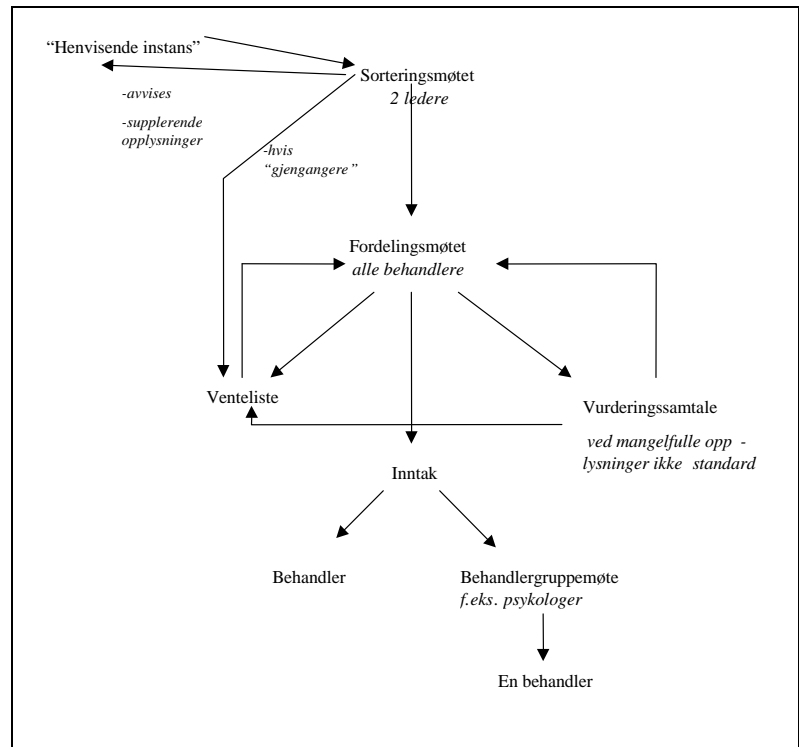 “Henvisende instans”
Sorteringsmøtet
2 ledere
-avvises
-supplerende
opplysninger
-hvis
“gjengangere”
Fordelingsmøtet
alle behandlere
Venteliste
Vurderingssamtale
ved mangelfulle opp -
lysninger ikke standard
Inntak
Behandler
Behandlergruppemøte
f.eks. psykologer
En behandler